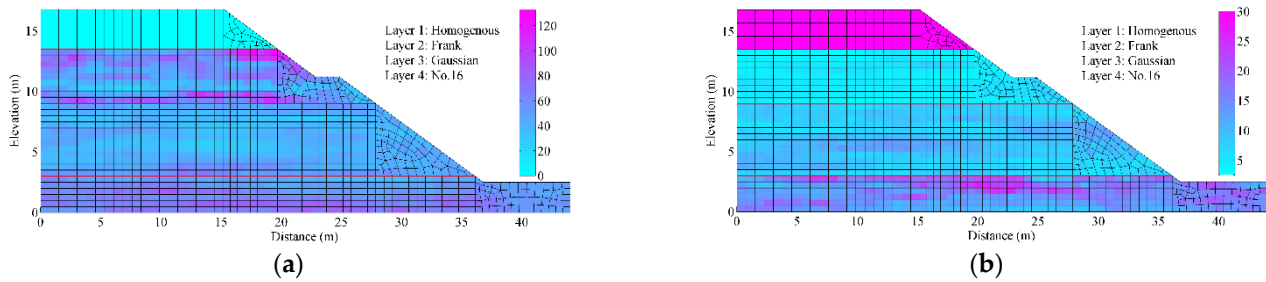 15
10
5
0
Elevation (m)
0 5 10 15 20 25 30 35 40
Distance (m)
Layer 1: Homogenous
Layer 2: Frank
Layer 3: Gaussian
Layer 4: No.16
120
100
80
60
40
20
0
(a)
15
10
5
0
Elevation (m)
0 5 10 15 20 25 30 35 40
Distance (m)
Layer 1: Homogenous
Layer 2: Frank
Layer 3: Gaussian
Layer 4: No.16
30
25
20
15
10
5
(b)